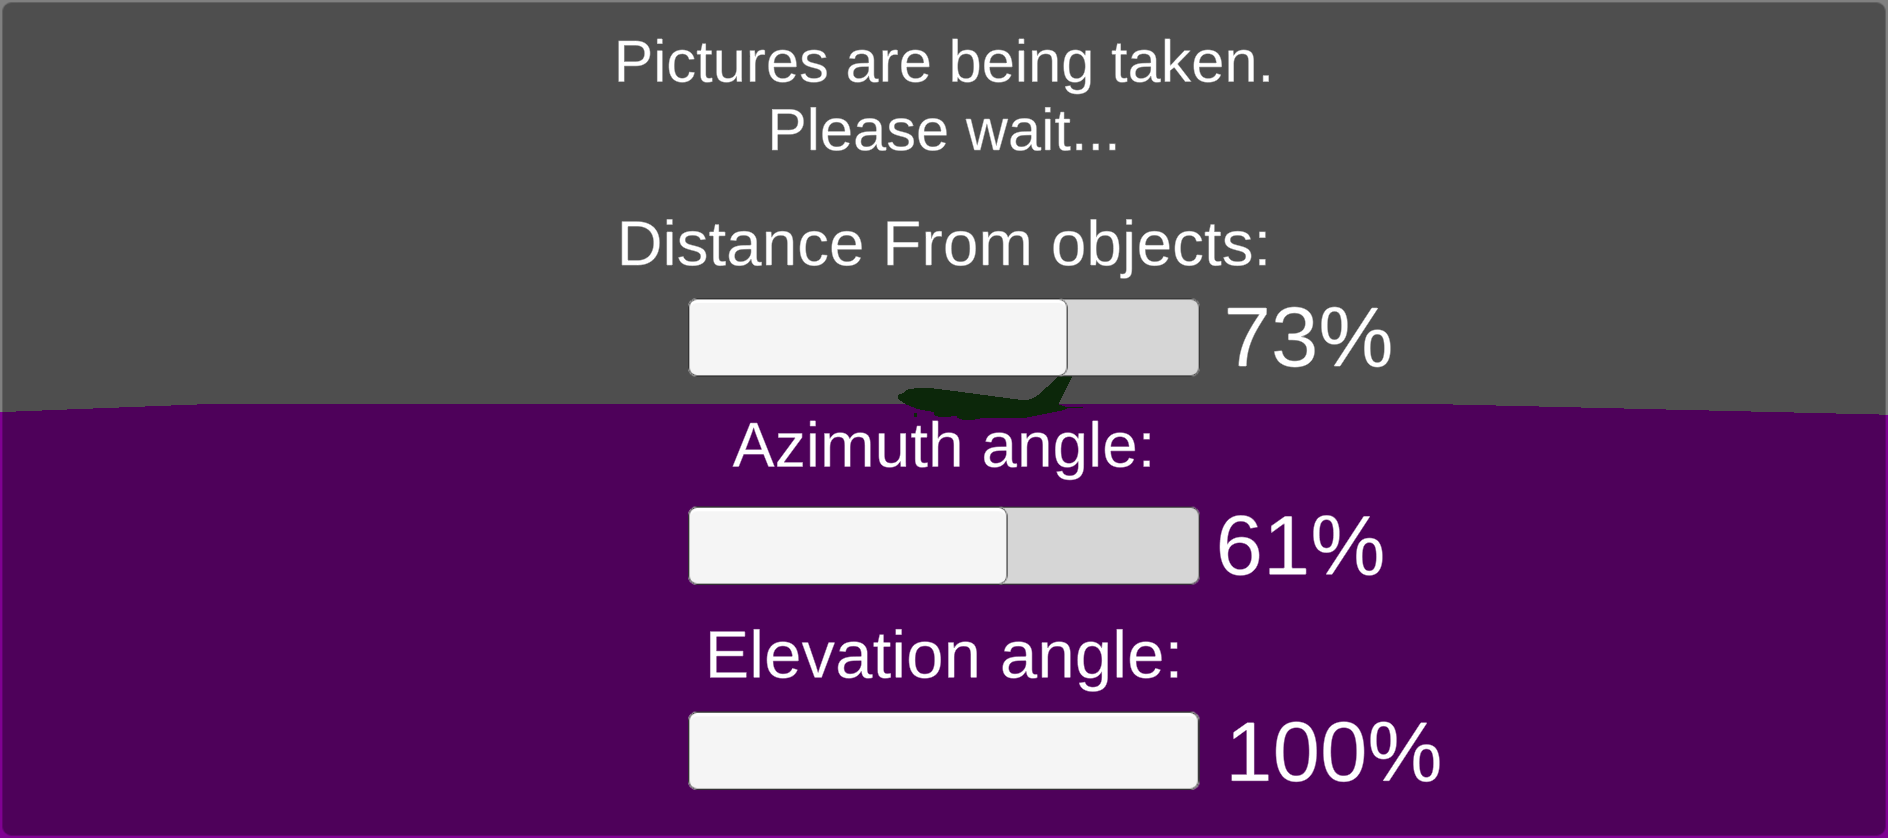 Pictures are being taken.
Please wait...
Distance From objects:
73%
Azimuth angle:
61%
Elevation angle:
100%